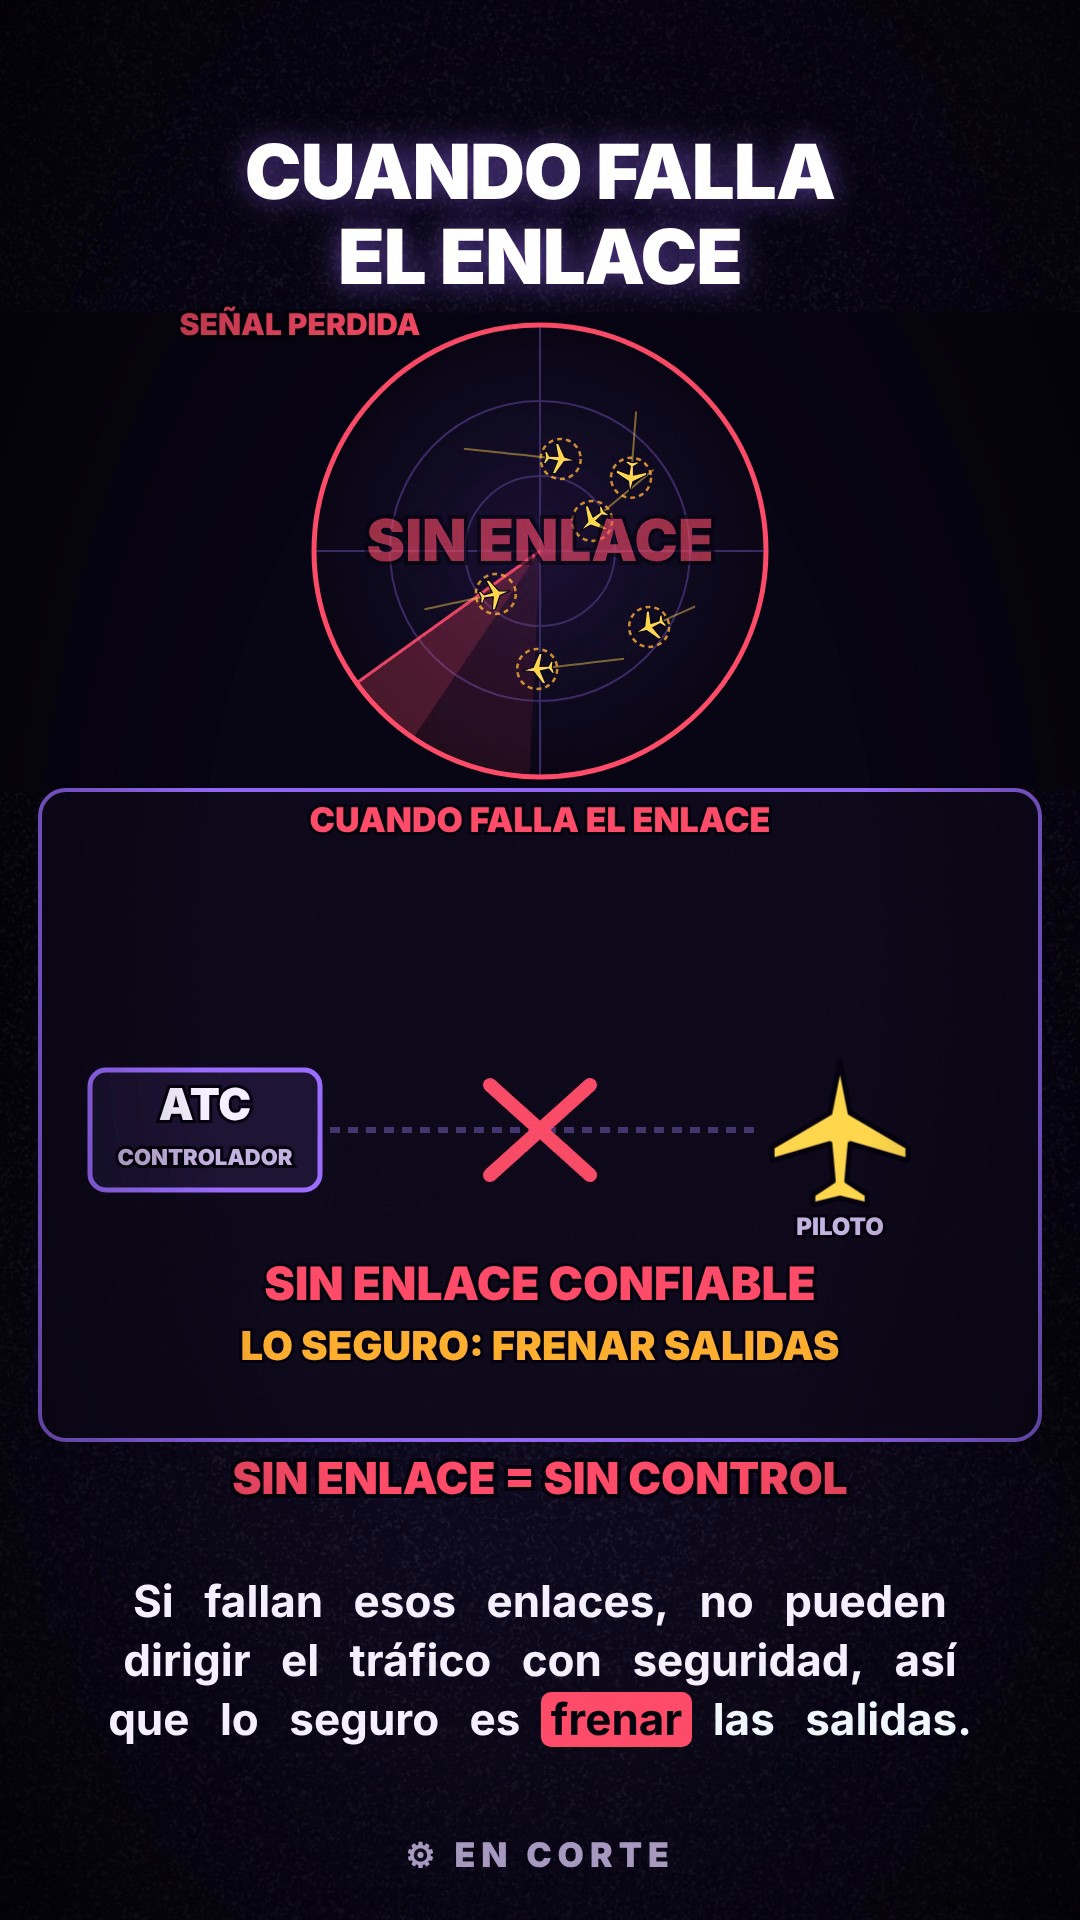 CUANDO FALLA
EL ENLACE
SEÑAL PERDIDA
SIN ENLACE
CUANDO FALLA EL ENLACE
ATC
CONTROLADOR
PILOTO
SIN ENLACE CONFIABLE
LO SEGURO: FRENAR SALIDAS
SIN ENLACE = SIN CONTROL
Si fallan esos enlaces, no pueden
dirigir el tráfico con seguridad, así
que lo seguro es frenar las salidas.
EN CORTE